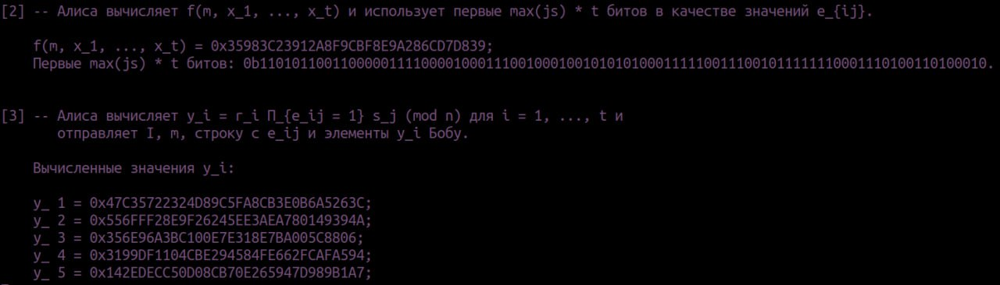 [2] -- Алиса вычисляет f(m, x_1, ..., x_t) и использует первые max(js) * t битов в качестве значений e_{ij}.
f(m, x_1, ..., x_t) = 0x35983C23912A8F9CBF8E9A286CD7D839;
Первые max(js) * t битов: 0b11010110011000001111000010001110010001001010101000111110011100101111111000111010011010001​0.
[3] -- Алиса вычисляет y_i = r_i П_{e_ij = 1} s_j (mod n) для i = 1, ..., t и
отправляет I, m, строку с e_ij и элементы y_i Бобу.
Вычисленные значения y_i:
y_ 1 = 0x47C35722324D89C5FA8CB3E0B6A5263C;
y_ 2 = 0x556FFF28E9F26245EE3AEA780149394A;
y_ 3 = 0x356E96A3BC100E7E318E7BA005C8806;
y_ 4 = 0x3199DF1104CBE294584FE662FCAFA594;
y_ 5 = 0x142EDECC50D08CB70E265947D989B1A7;